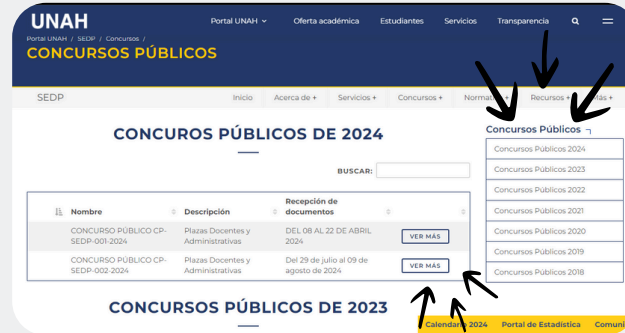 UNAH
Portal UNAH Oferta académica Estudiantes Servicios Transparencia
Portal UNAH / SEDP / Concursos /
CONCURSOS PÚBLICOS
SEDP Inicio Acerca de + Servicios + Concursos + Recursos + Más +
CONCUROS PÚBLICOS DE 2024
BUSCAR:
Nombre Descripción Recepción de documentos
CONCURSO PÚBLICO CP-
SEDP-001-2024
Plazas Docentes y
Administrativas
DEL 08 AL 22 DE ABRIL
2024
VER MÁS
CONCURSO PÚBLICO CP-
SEDP-002-2024
Plazas Docentes y
Administrativas
Del 29 de julio al 09 de
agosto de 2024
VER MÁS
CONCURSOS PÚBLICOS DE 2023
Concursos Públicos
Concursos Públicos 2024
Concursos Públicos 2023
Concursos Públicos 2022
Concursos Públicos 2021
Concursos Públicos 2020
Concursos Públicos 2019
Concursos Públicos 2018
Calendario 2024 Portal de Estadística Comuni